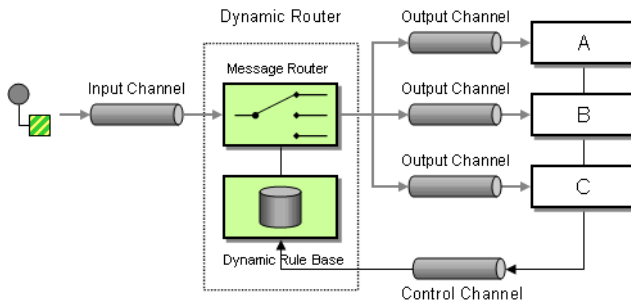 Dynamic Router
Output Channel
A
Input Channel
Message Router
Output Channel
B
Output Channel
C
Dynamic Rule Base
Control Channel